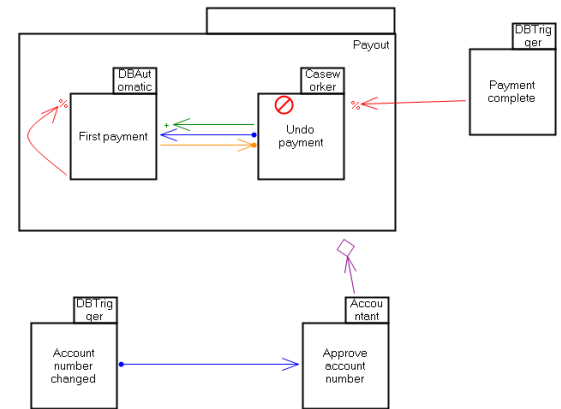 DBTrig
ger
Payout
DBAut
omatic
Casew
orker
Payment
complete
%
%
+
First payment
Undo
payment
DBTrig
ger
Accou
ntant
Account
number
changed
Approve
account
number